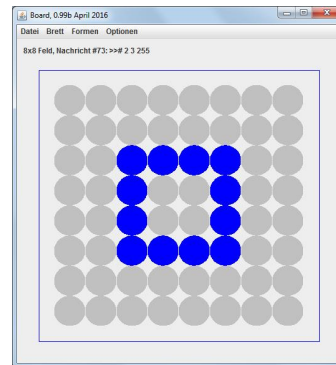 Board, 0.99b April 2016
Datei Brett Formen Optionen
8x8 Feld, Nachricht #73: >># 2 3 255